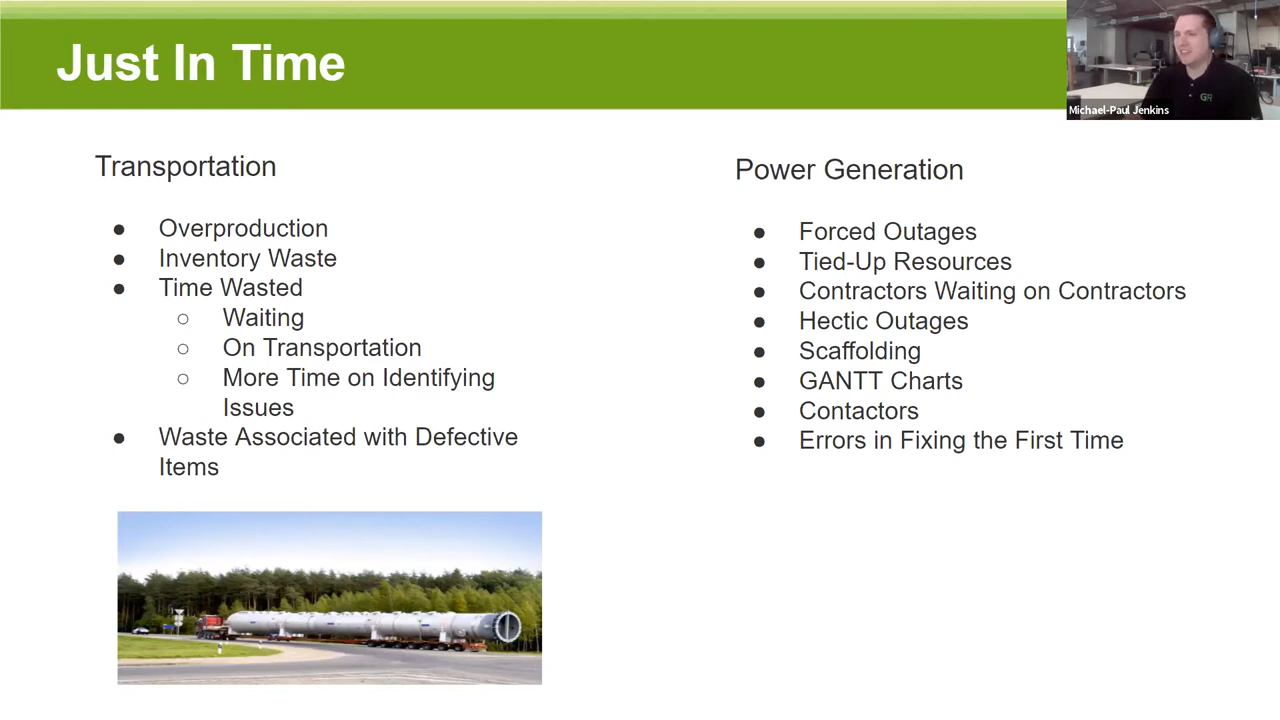 Just In Time
Michael-Paul Jenkins
GR
Transportation
● Overproduction
● Inventory Waste
● Time Wasted
○ Waiting
○ On Transportation
○ More Time on Identifying
Issues
● Waste Associated with Defective
Items
Power Generation
● Forced Outages
● Tied-Up Resources
● Contractors Waiting on Contractors
● Hectic Outages
● Scaffolding
● GANTT Charts
● Contactors
● Errors in Fixing the First Time